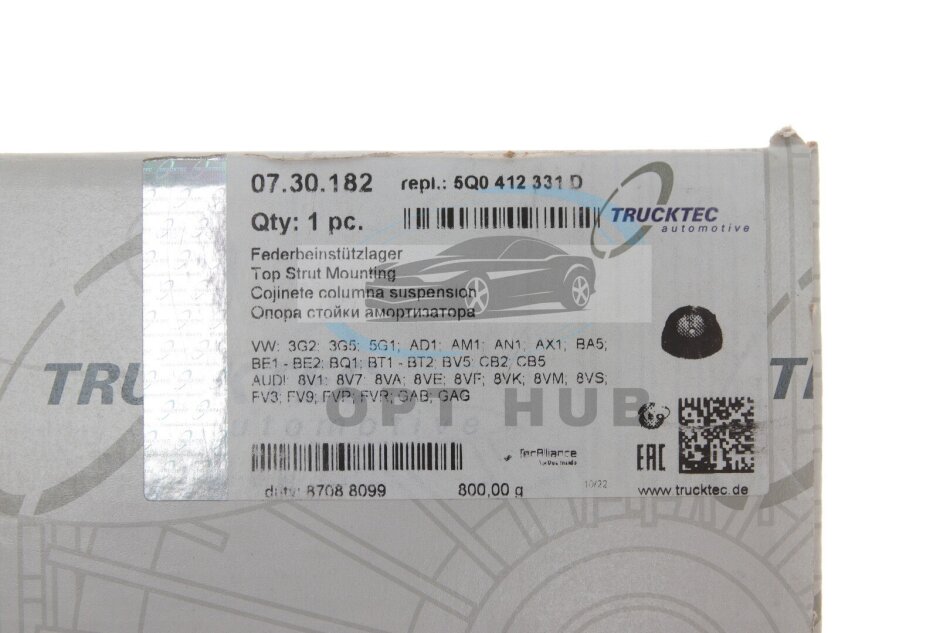 07.30.182 repl.: 5Q0 412 331 D
Qty: 1 pc.
TRUCKTEC
automotive
Federbeinstützlager
Top Strut Mounting
Cojinete columna suspension
Опора стойки амортизатора
VW: 3G2; 3G5; 5G1; AD1; AM1; AN1; AX1; BA5;
BE1 - BE2; BQ1; BT1 - BT2; BV5; CB2; CB5
AUDI: 8V1; 8V7; 8VA; 8VE; 8VF; 8VK; 8VM; 8VS;
FV3; FV9; FVP; FVR; GAB; GAG
OPT HUB
TRU
automotive
EAC
duty: 8708 8099 800,00 g 10/22 www.trucktec.de